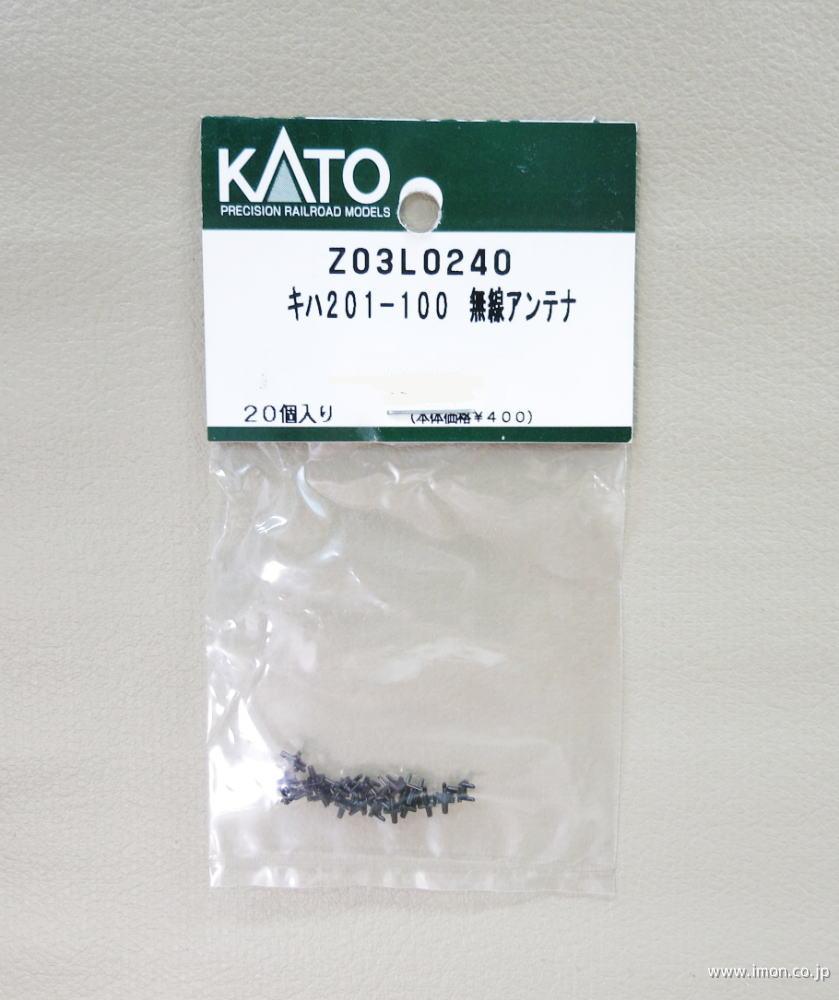 KATO
PRECISION RAILROAD MODELS
Z03L0240
キハ201-100 無線アンテナ
20個入り (本体価格¥400)
www.imon.co.jp